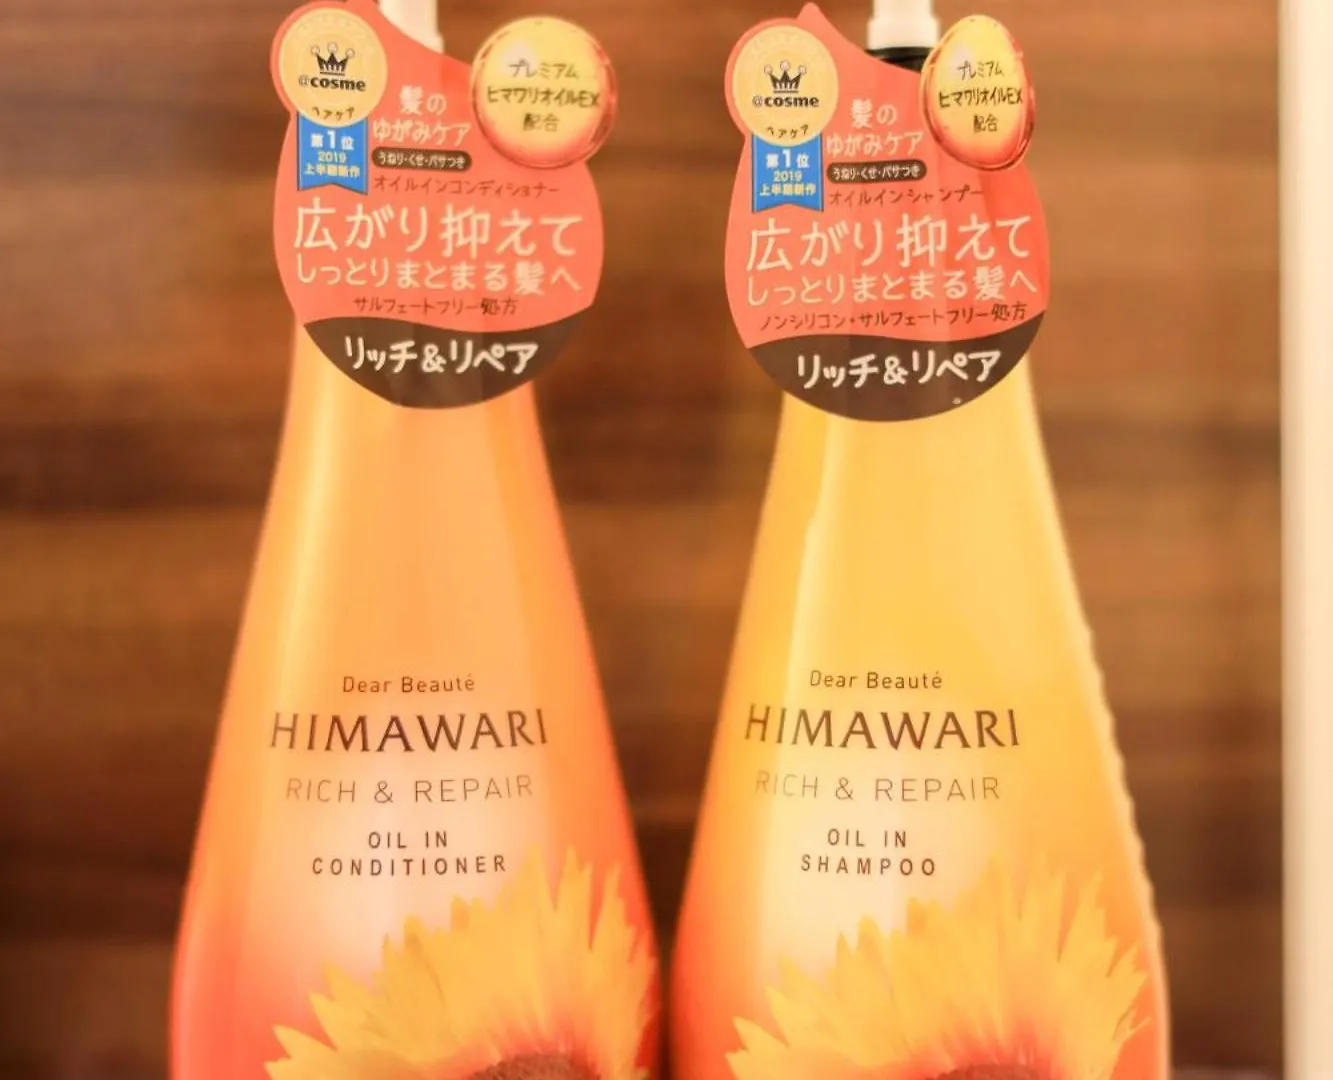 @cosme
ヘアケア
第1位
2019
上半期新作
プレミアム
ヒマワリオイルEX
配合
髪の
ゆがみケア
うねり・くせ・パサつき
オイルインコンディショナー
広がり抑えて
しっとりまとまる髪へ
サルフェートフリー処方
リッチ&リペア
Dear Beauté
HIMAWARI
RICH & REPAIR
OIL IN
CONDITIONER
@cosme
ヘアケア
第1位
2019
上半期新作
プレミアム
ヒマワリオイルEX
配合
髪の
ゆがみケア
うねり・くせ・パサつき
オイルインシャンプー
広がり抑えて
しっとりまとまる髪へ
ノンシリコン・サルフェートフリー処方
リッチ&リペア
Dear Beauté
HIMAWARI
RICH & REPAIR
OIL IN
SHAMPOO